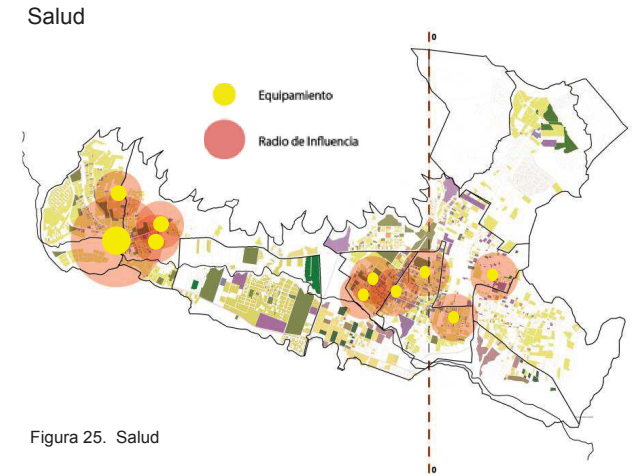 Salud
0
Equipamiento
Radio de Influencia
Figura 25. Salud
0